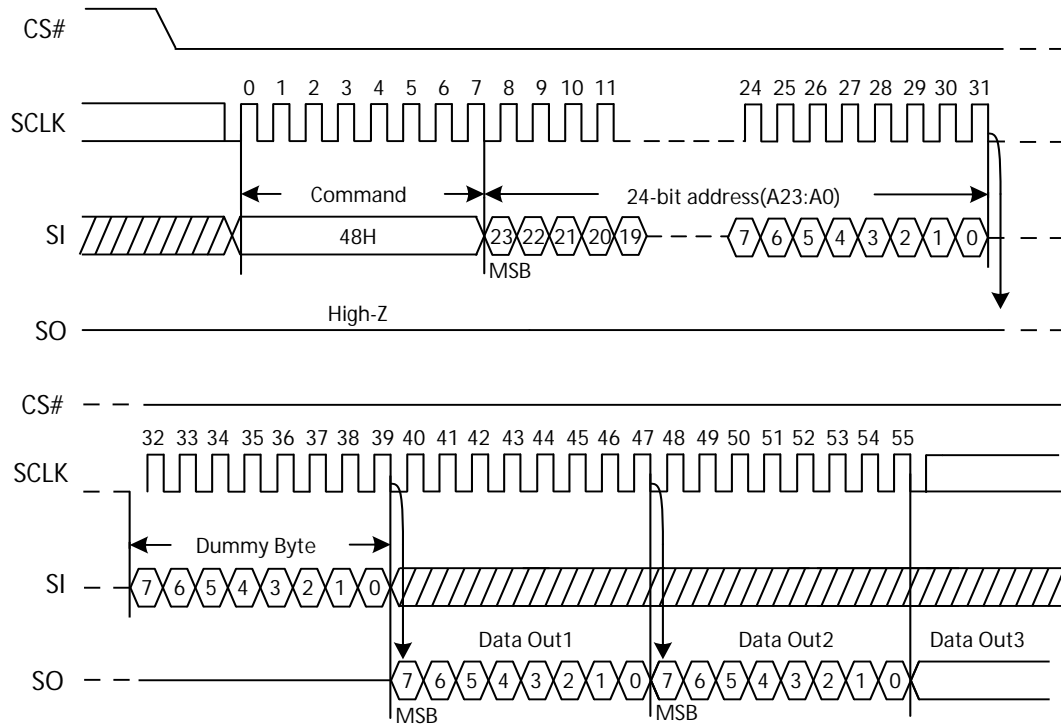 CS#
0 1 2 3 4 5 6 7 8 9 10 11 24 25 26 27 28 29 30 31
SCLK
Command 24-bit address(A23:A0)
SI 48H 23 22 21 20 19 7 6 5 4 3 2 1 0
MSB
High-Z
SO
CS#
32 33 34 35 36 37 38 39 40 41 42 43 44 45 46 47 48 49 50 51 52 53 54 55
SCLK
Dummy Byte
SI 7 6 5 4 3 2 1 0
Data Out1 Data Out2 Data Out3
SO 7 6 5 4 3 2 1 0 7 6 5 4 3 2 1 0
MSB MSB